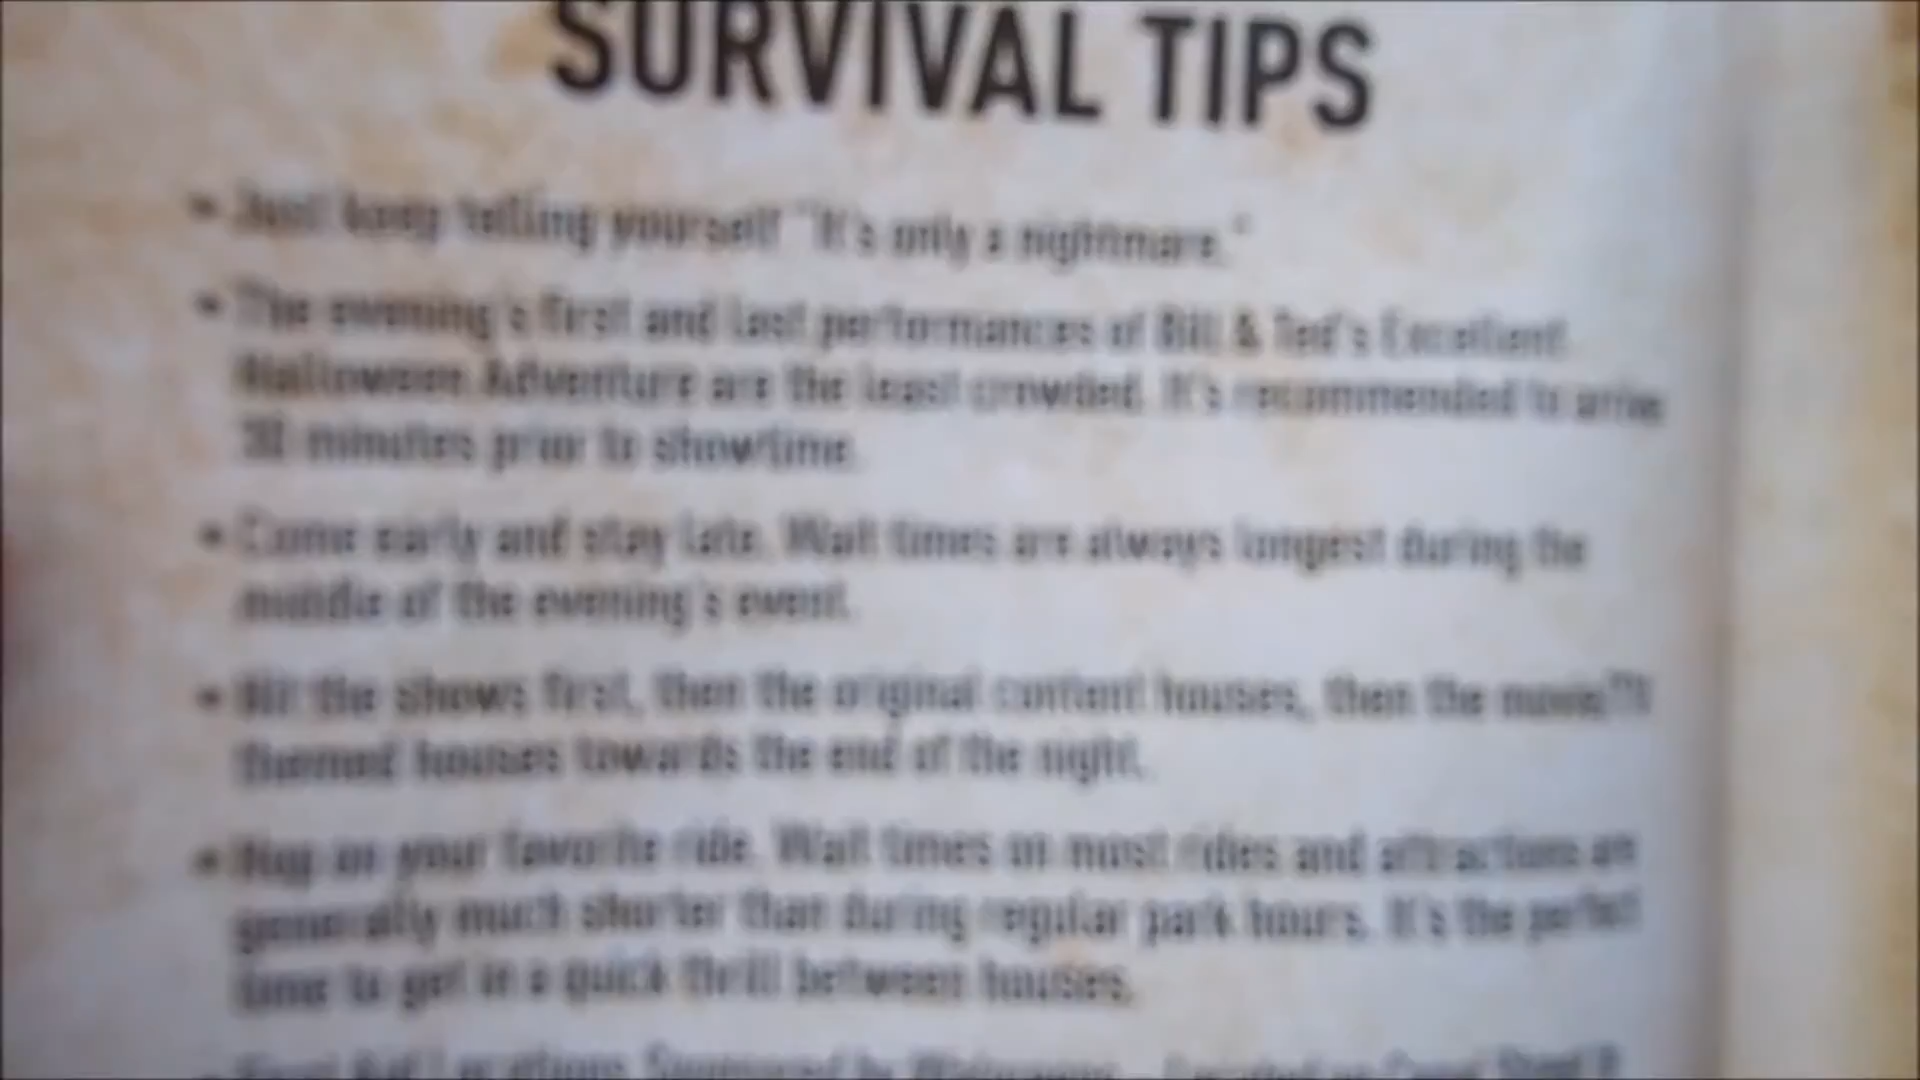 SURVIVAL TIPS
• Just keep telling yourself "It's only a nightmare."
• The evening's first and last performances of Bill & Ted's Excellent
Halloween Adventure are the least crowded. It's recommended to arrive
30 minutes prior to showtime.
• Come early and stay late. Wait times are always longest during the
middle of the evening's event.
• Hit the shows first, then the original content houses, then the movie/TV
themed houses towards the end of the night.
• Hop on your favorite ride. Wait times on most rides and attractions are
generally much shorter than during regular park hours. It's the perfect
time to get in a quick thrill between houses.
Locations Sponsored by